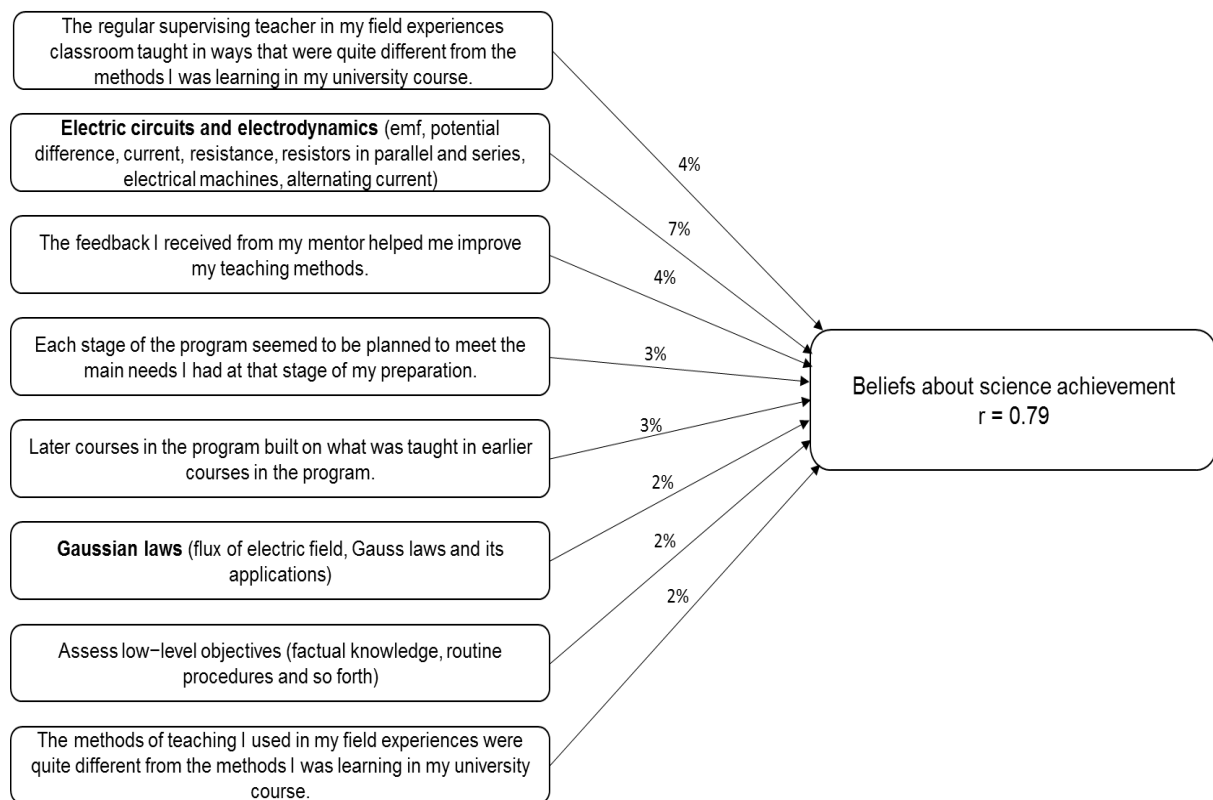 The regular supervising teacher in my field experiences
classroom taught in ways that were quite different from the
methods I was learning in my university course.
4%
Electric circuits and electrodynamics (emf, potential
difference, current, resistance, resistors in parallel and series,
electrical machines, alternating current)
7%
The feedback I received from my mentor helped me improve
my teaching methods.
4%
Each stage of the program seemed to be planned to meet the
main needs I had at that stage of my preparation.
3%
Later courses in the program built on what was taught in earlier
courses in the program.
3%
Gaussian laws (flux of electric field, Gauss laws and its
applications)
2%
Assess low−level objectives (factual knowledge, routine
procedures and so forth)
2%
The methods of teaching I used in my field experiences were
quite different from the methods I was learning in my university
course.
2%
Beliefs about science achievement
r = 0.79